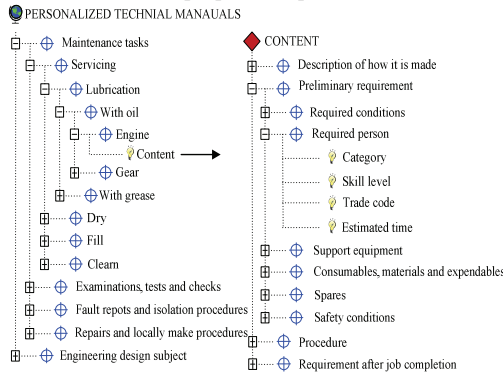 PERSONALIZED TECHNIAL MANAUALS
Maintenance tasks
Servicing
Lubrication
With oil
Engine
Content
Gear
With grease
Dry
Fill
Clearn
Examinations, tests and checks
Fault repots and isolation procedures
Repairs and locally make procedures
Engineering design subject
CONTENT
Description of how it is made
Preliminary requirement
Required conditions
Required person
Category
Skill level
Trade code
Estimated time
Support equipment
Consumables, materials and expendables
Spares
Safety conditions
Procedure
Requirement after job completion